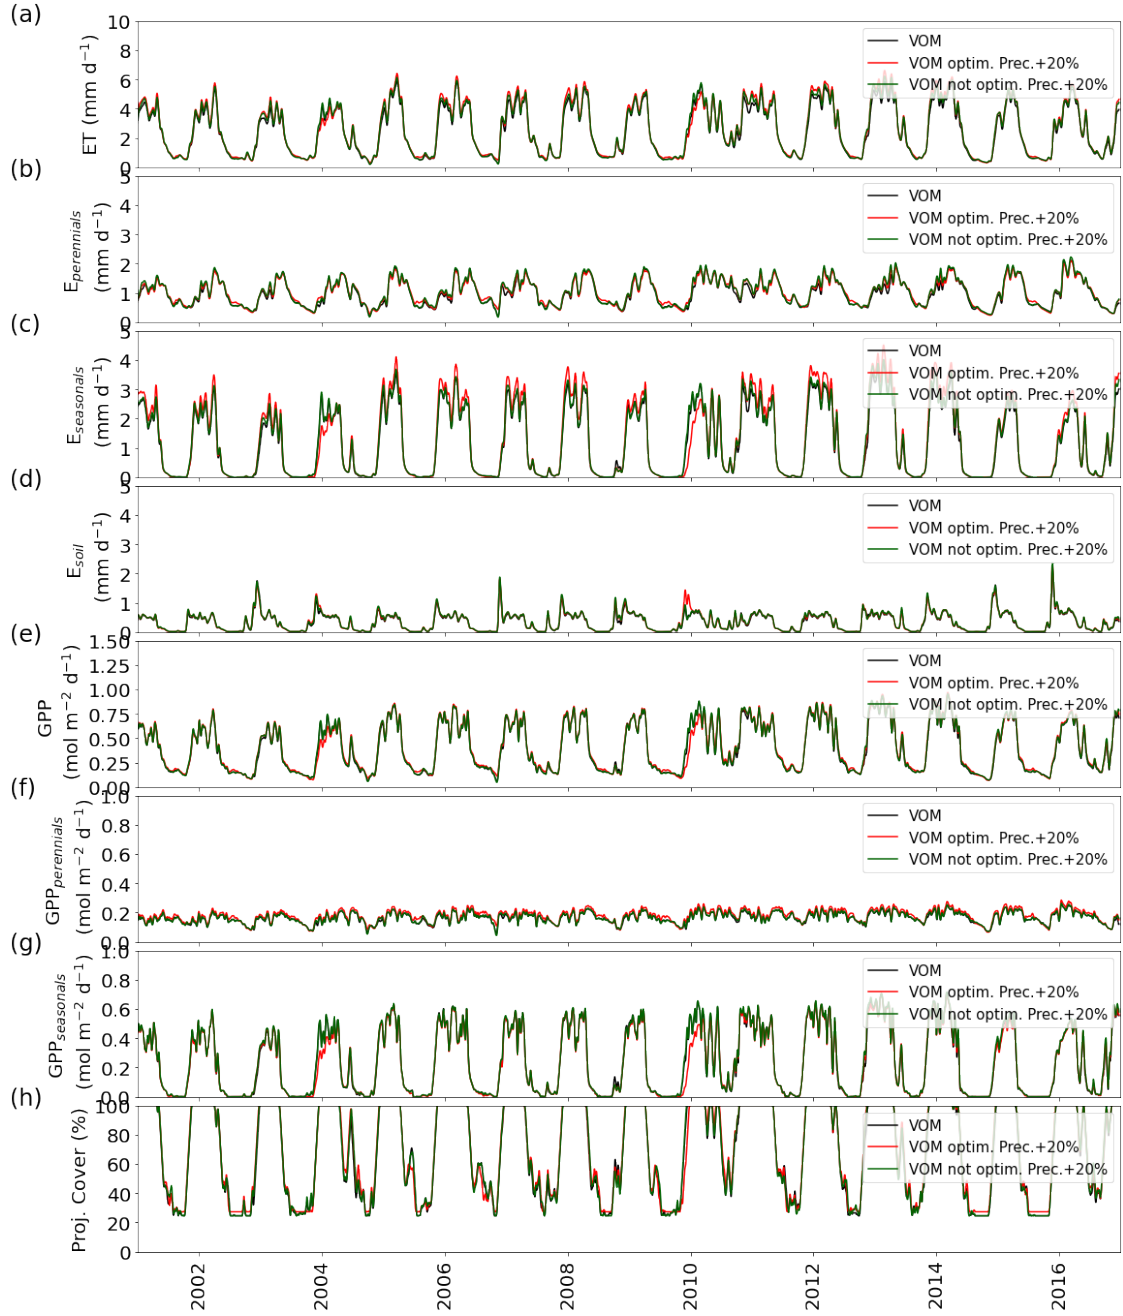 (a)
10
8
6
4
2
0
ET (mm d⁻¹)
VOM
VOM optim. Prec.+20%
VOM not optim. Prec.+20%
(b)
5
4
3
2
1
0
E_perennials
(mm d⁻¹)
VOM
VOM optim. Prec.+20%
VOM not optim. Prec.+20%
(c)
5
4
3
2
1
0
E_seasonals
(mm d⁻¹)
VOM
VOM optim. Prec.+20%
VOM not optim. Prec.+20%
(d)
5
4
3
2
1
0
E_soil
(mm d⁻¹)
VOM
VOM optim. Prec.+20%
VOM not optim. Prec.+20%
(e)
1.50
1.25
1.00
0.75
0.50
0.25
0.00
GPP
(mol m⁻² d⁻¹)
VOM
VOM optim. Prec.+20%
VOM not optim. Prec.+20%
(f)
1.0
0.8
0.6
0.4
0.2
0.0
GPP_perennials
(mol m⁻² d⁻¹)
VOM
VOM optim. Prec.+20%
VOM not optim. Prec.+20%
(g)
1.0
0.8
0.6
0.4
0.2
0.0
GPP_seasonals
(mol m⁻² d⁻¹)
VOM
VOM optim. Prec.+20%
VOM not optim. Prec.+20%
(h)
100
80
60
40
20
0
Proj. Cover (%)
VOM
VOM optim. Prec.+20%
VOM not optim. Prec.+20%
2002
2004
2006
2008
2010
2012
2014
2016